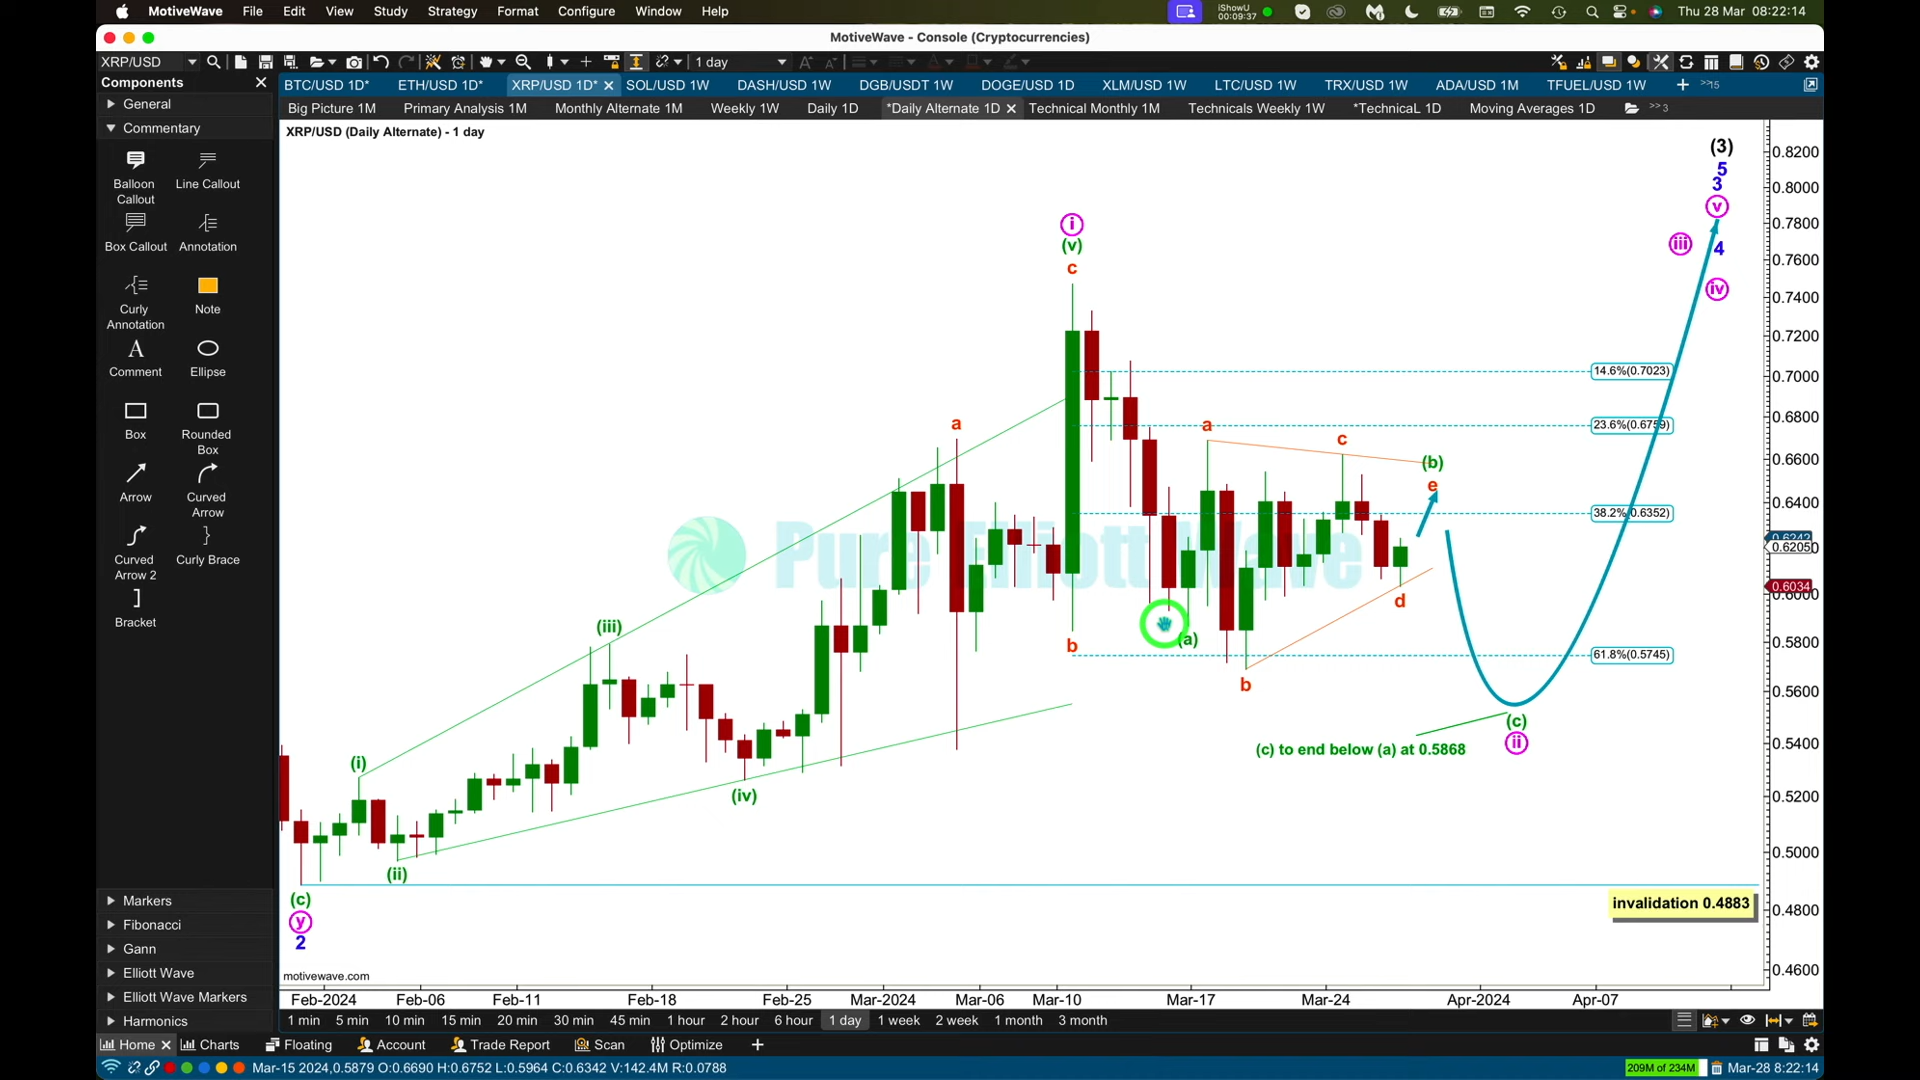 MotiveWave File Edit View Study Strategy Format Configure Window Help iShowU 00:09:37 Thu 28 Mar 08:22:14
MotiveWave - Console (Cryptocurrencies)
XRP/USD 1 day
Components
BTC/USD 1D* ETH/USD 1D* XRP/USD 1D* SOL/USD 1W DASH/USD 1W DGB/USDT 1W DOGE/USD 1D XLM/USD 1W LTC/USD 1W TRX/USD 1W ADA/USD 1M TFUEL/USD 1W >>15
General
Big Picture 1M Primary Analysis 1M Monthly Alternate 1M Weekly 1W Daily 1D *Daily Alternate 1D Technical Monthly 1M Technicals Weekly 1W *TechnicaL 1D Moving Averages 1D >>3
Commentary
XRP/USD (Daily Alternate) - 1 day
Balloon Callout
Line Callout
Box Callout
Annotation
Curly Annotation
Note
Comment
Ellipse
Box
Rounded Box
Arrow
Curved Arrow
Curved Arrow 2
Curly Brace
Bracket
Markers
Fibonacci
Gann
Elliott Wave
Elliott Wave Markers
Harmonics
(3)
5
3
v
iii
4
iv
i
(v)
c
14.6%(0.7023)
a
a
23.6%(0.6759)
c
(b)
e
38.2%(0.6352)
Pure Elliott Wave
d
(iii)
(a)
b
61.8%(0.5745)
b
(c)
ii
(c) to end below (a) at 0.5868
(i)
(iv)
(ii)
(c)
y
2
invalidation 0.4883
motivewave.com
0.8200
0.8000
0.7800
0.7600
0.7400
0.7200
0.7000
0.6800
0.6600
0.6400
0.6242
0.6205
0.6034
0.6000
0.5800
0.5600
0.5400
0.5200
0.5000
0.4800
0.4600
Feb-2024 Feb-06 Feb-11 Feb-18 Feb-25 Mar-2024 Mar-06 Mar-10 Mar-17 Mar-24 Apr-2024 Apr-07
1 min 5 min 10 min 15 min 20 min 30 min 45 min 1 hour 2 hour 6 hour 1 day 1 week 2 week 1 month 3 month
Home Charts Floating Account Trade Report Scan Optimize
Mar-15 2024,0.5879 O:0.6690 H:0.6752 L:0.5964 C:0.6342 V:142.4M R:0.0788 209M of 234M Mar-28 8:22:14